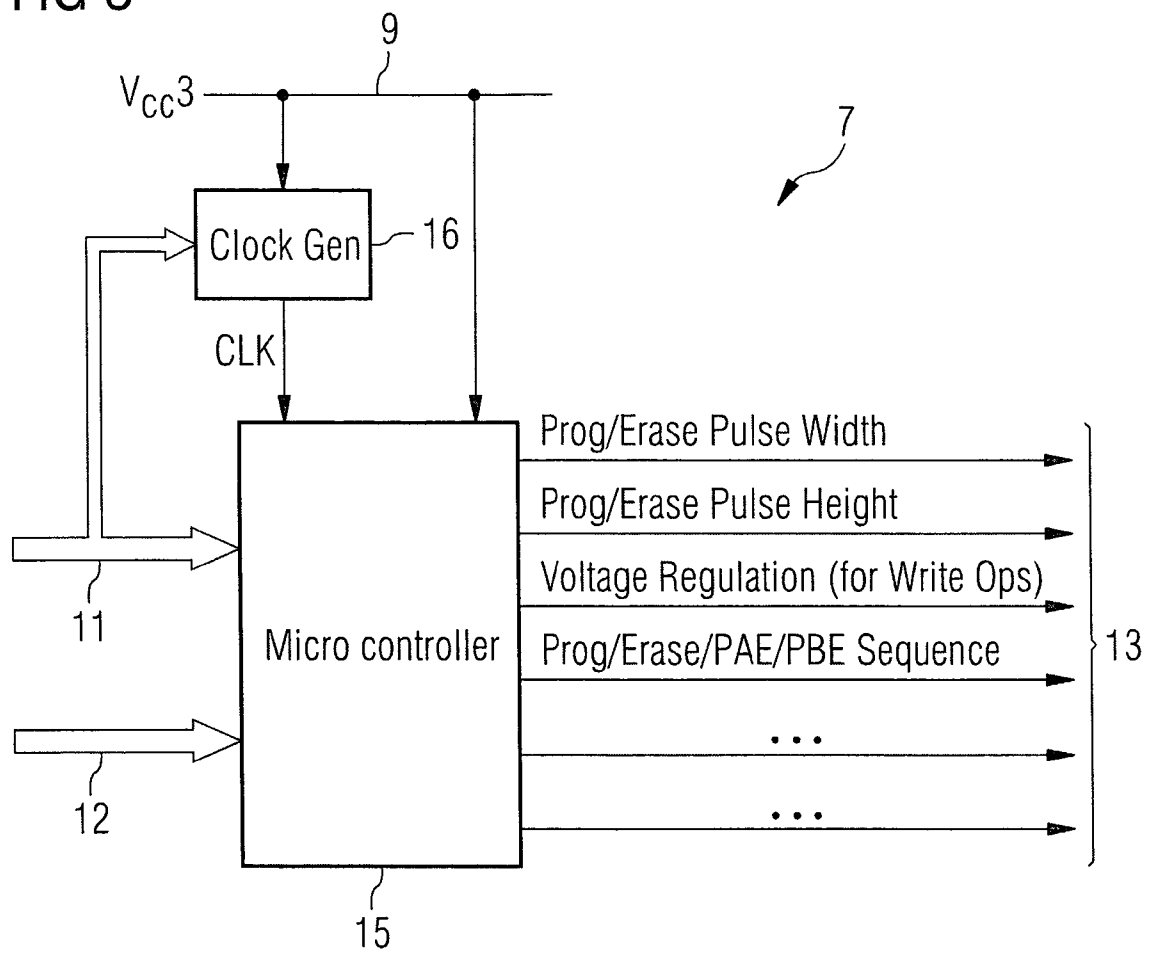 9
V_CC3
7
Clock Gen
16
CLK
Prog/Erase Pulse Width
Prog/Erase Pulse Height
Voltage Regulation (for Write Ops)
11
Micro controller
Prog/Erase/PAE/PBE Sequence
13
...
12
...
15